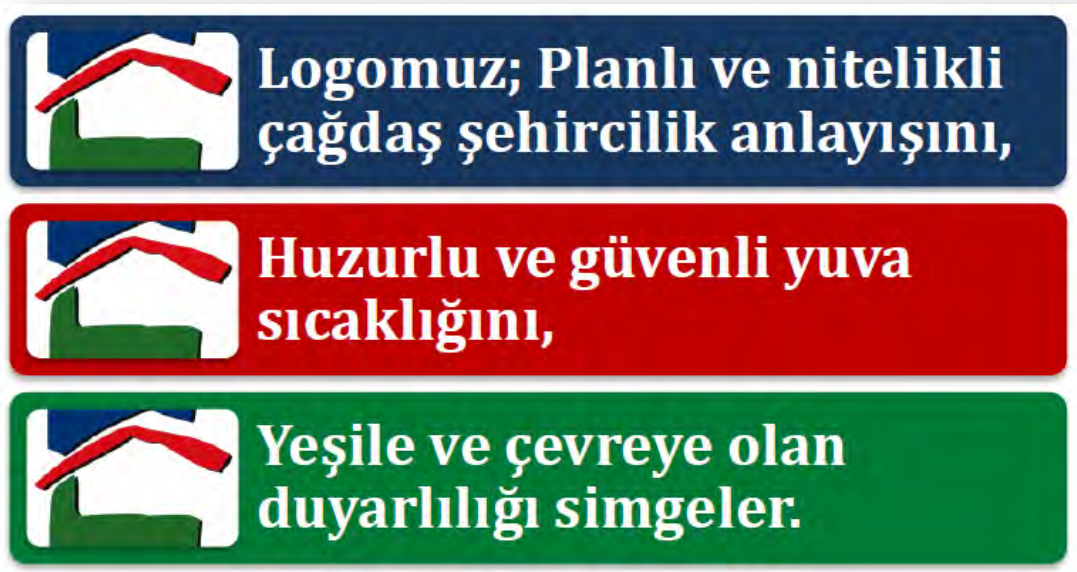 Logomuz; Planlı ve nitelikli
çağdaş şehircilik anlayışını,
Huzurlu ve güvenli yuva
sıcaklığını,
Yeşile ve çevreye olan
duyarlılığı simgeler.